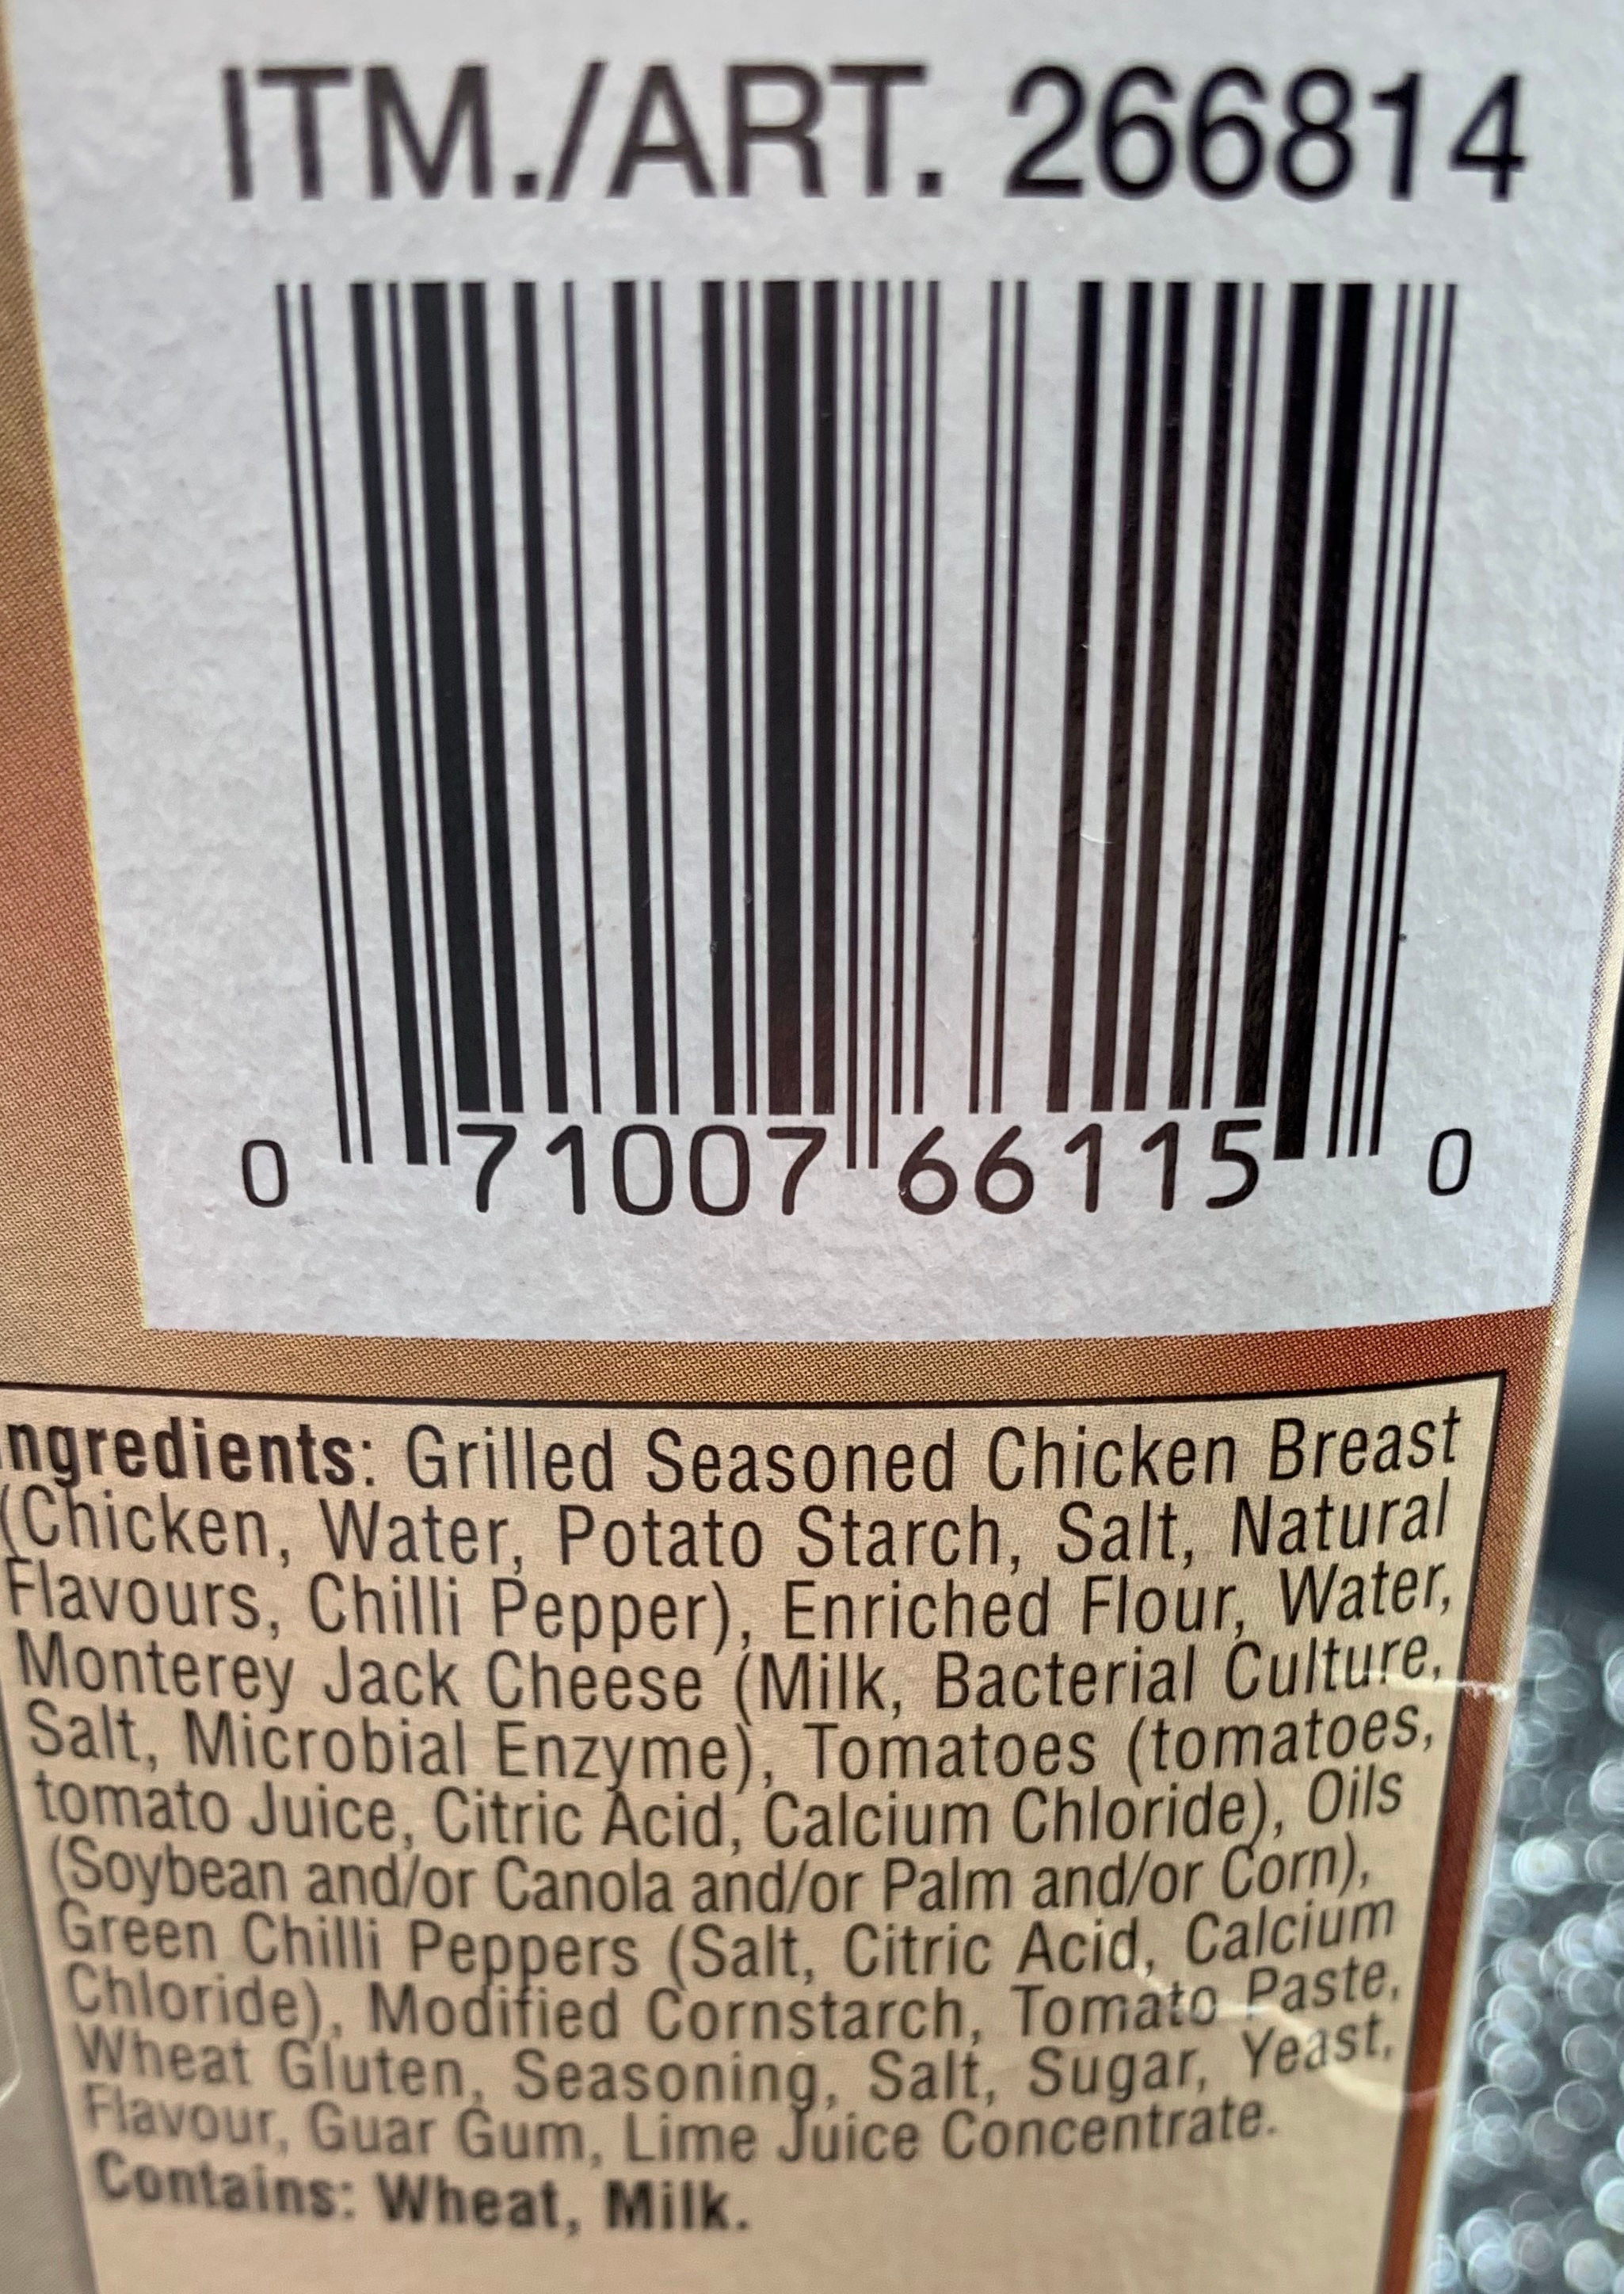 ITM./ART. 266814
0 71007 66115 0
ngredients: Grilled Seasoned Chicken Breast
(Chicken, Water, Potato Starch, Salt, Natural
Flavours, Chilli Pepper), Enriched Flour, Water,
Monterey Jack Cheese (Milk, Bacterial Culture,
Salt, Microbial Enzyme), Tomatoes (tomatoes,
tomato Juice, Citric Acid, Calcium Chloride), Oils
(Soybean and/or Canola and/or Palm and/or Corn),
Green Chilli Peppers (Salt, Citric Acid, Calcium
Chloride), Modified Cornstarch, Tomato Paste,
Wheat Gluten, Seasoning, Salt, Sugar, Yeast,
Flavour, Guar Gum, Lime Juice Concentrate.
Contains: Wheat, Milk.